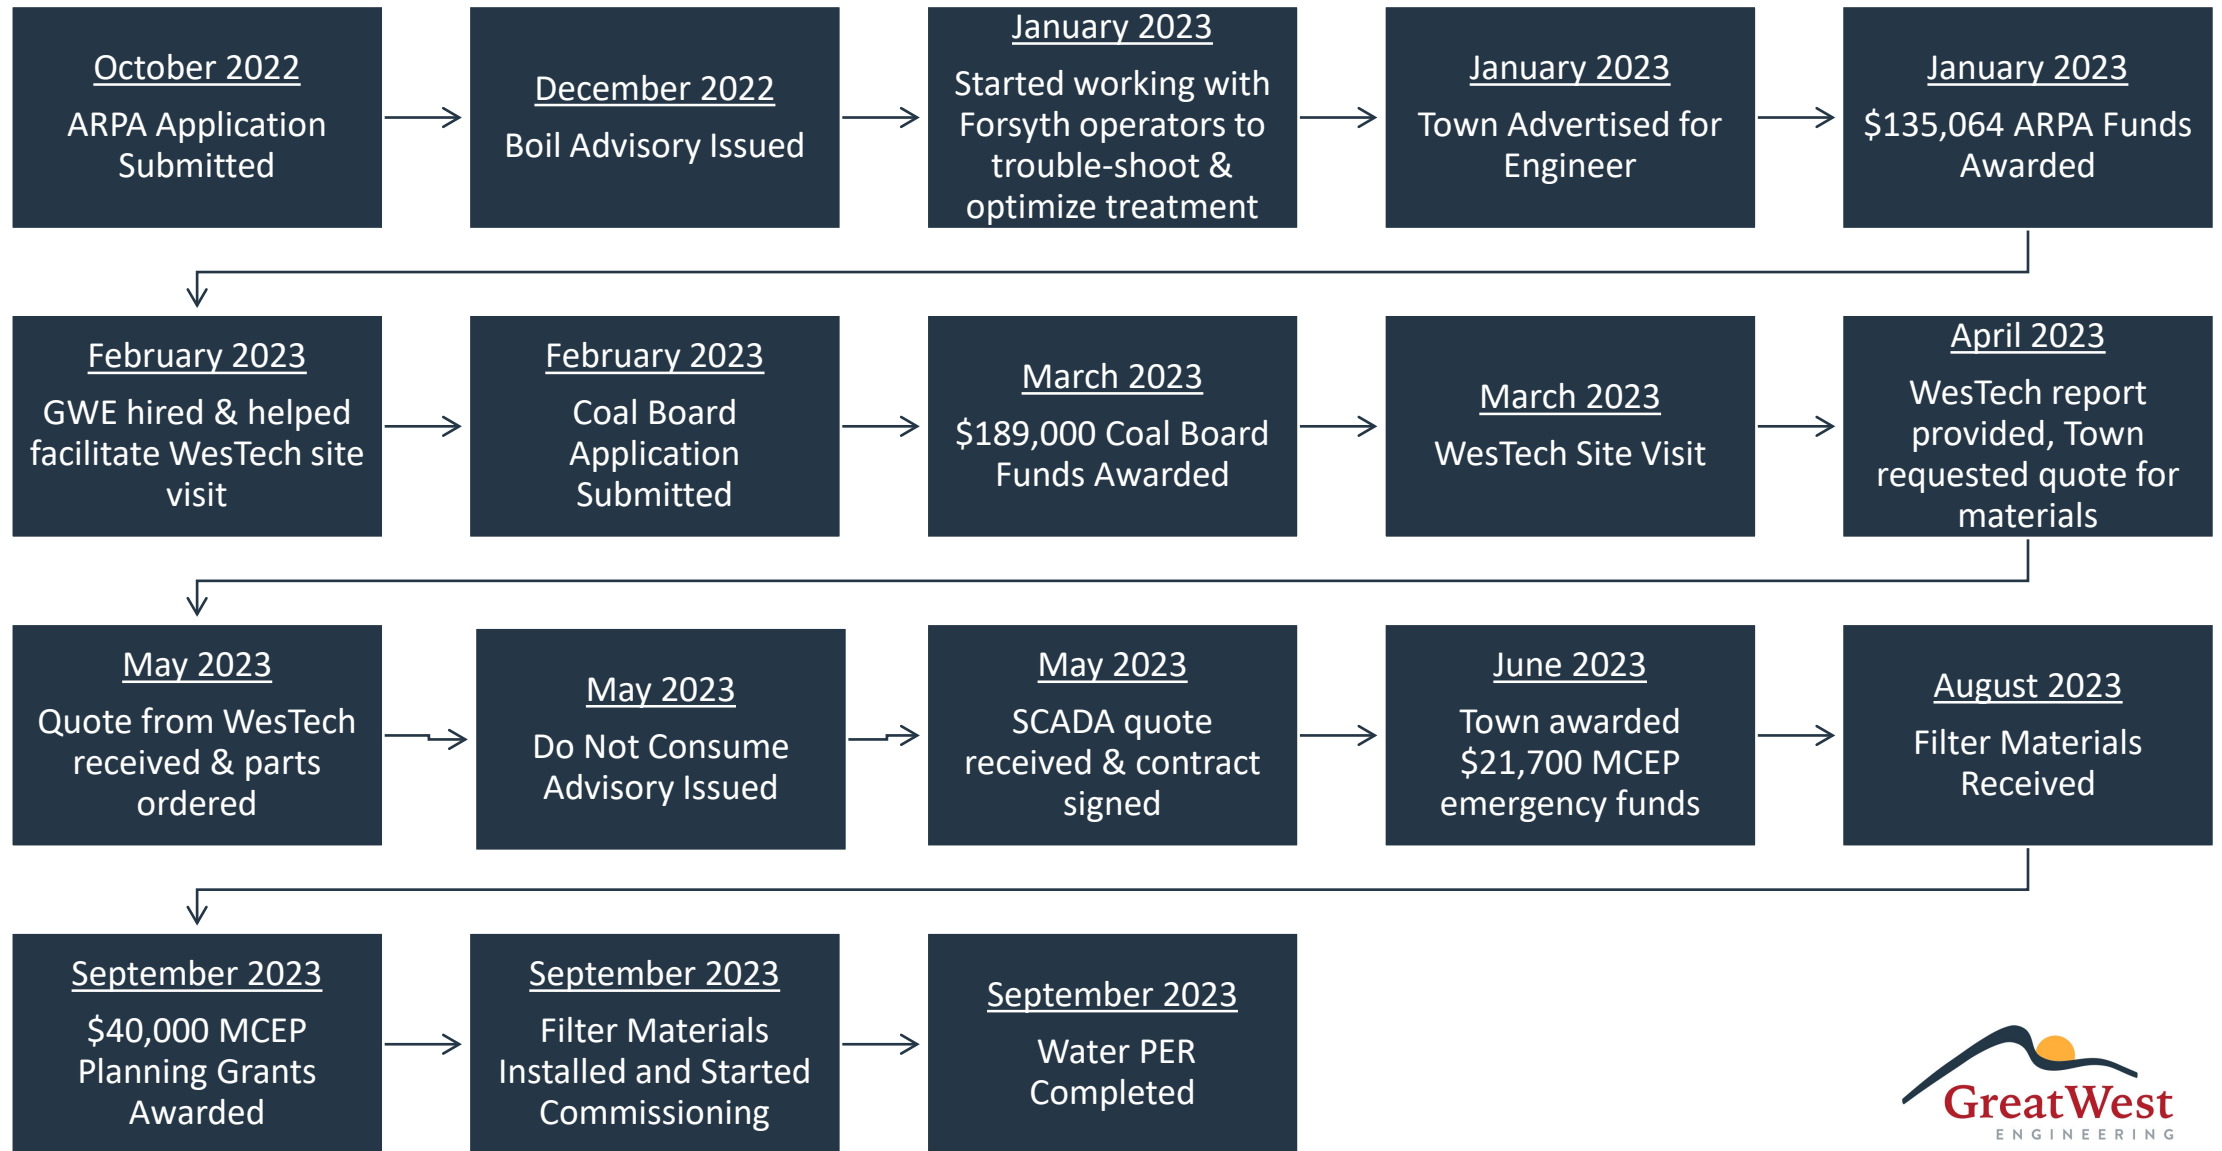 October 2022
ARPA Application
Submitted
December 2022
Boil Advisory Issued
January 2023
Started working with
Forsyth operators to
trouble-shoot &
optimize treatment
January 2023
Town Advertised for
Engineer
January 2023
$135,064 ARPA Funds
Awarded
February 2023
GWE hired & helped
facilitate WesTech site
visit
February 2023
Coal Board
Application
Submitted
March 2023
$189,000 Coal Board
Funds Awarded
March 2023
WesTech Site Visit
April 2023
WesTech report
provided, Town
requested quote for
materials
May 2023
Quote from WesTech
received & parts
ordered
May 2023
Do Not Consume
Advisory Issued
May 2023
SCADA quote
received & contract
signed
June 2023
Town awarded
$21,700 MCEP
emergency funds
August 2023
Filter Materials
Received
September 2023
$40,000 MCEP
Planning Grants
Awarded
September 2023
Filter Materials
Installed and Started
Commissioning
September 2023
Water PER
Completed
GreatWest
ENGINEERING